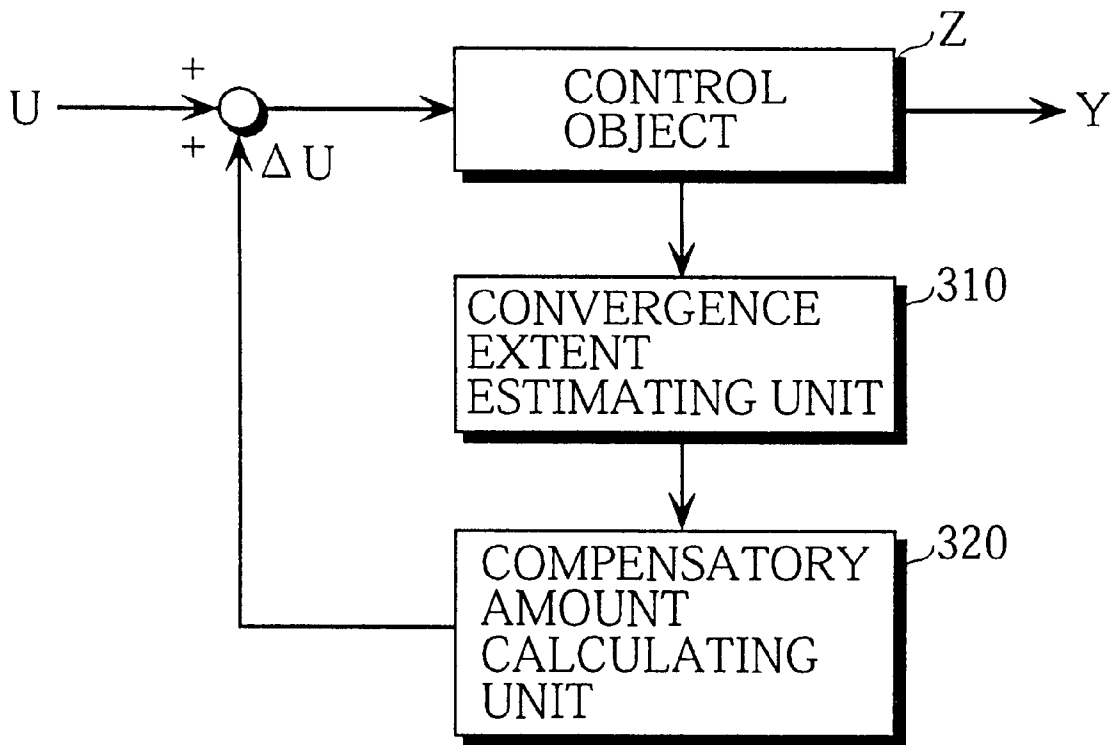 Z
+
U
CONTROL
OBJECT
Y
+
ΔU
310
CONVERGENCE
EXTENT
ESTIMATING UNIT
320
COMPENSATORY
AMOUNT
CALCULATING
UNIT